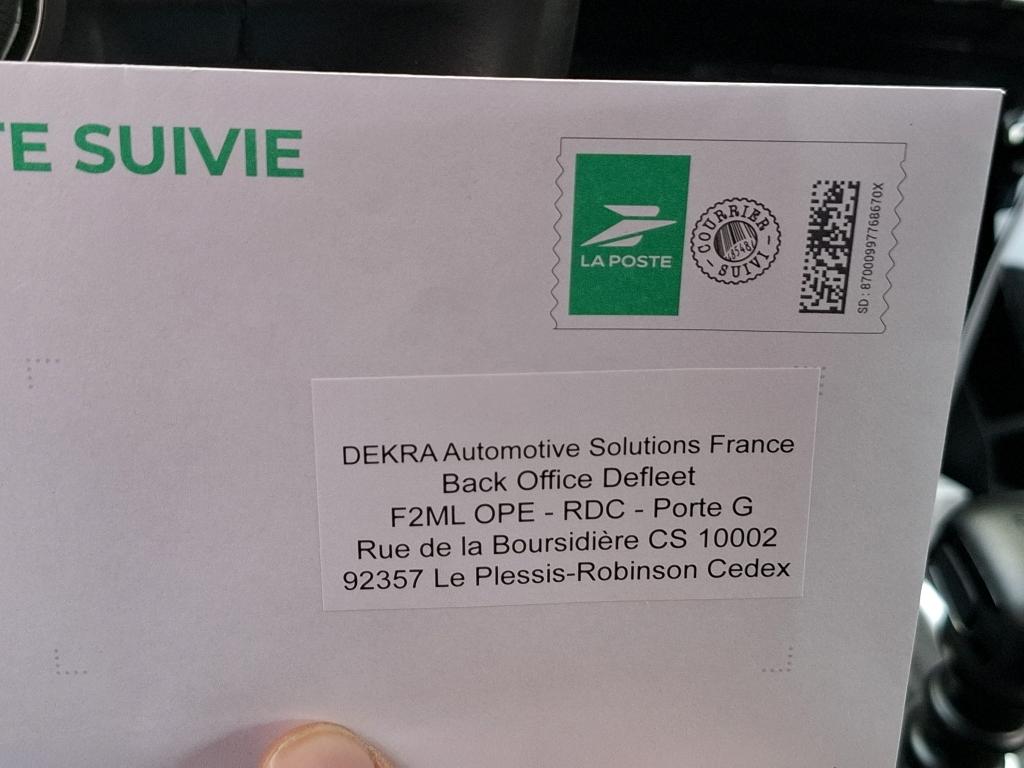 TE SUIVIE
LA POSTE
COURRIER
SUIVI
SD : 87000997768670X
DEKRA Automotive Solutions France
Back Office Defleet
F2ML OPE - RDC - Porte G
Rue de la Boursidière CS 10002
92357 Le Plessis-Robinson Cedex